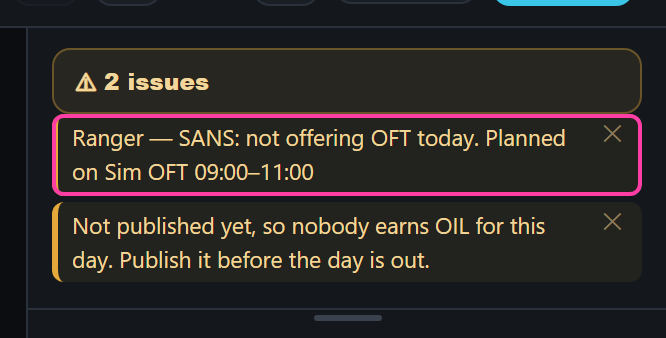 ⚠ 2 issues
Ranger — SANS: not offering OFT today. Planned
on Sim OFT 09:00–11:00
Not published yet, so nobody earns OIL for this
day. Publish it before the day is out.